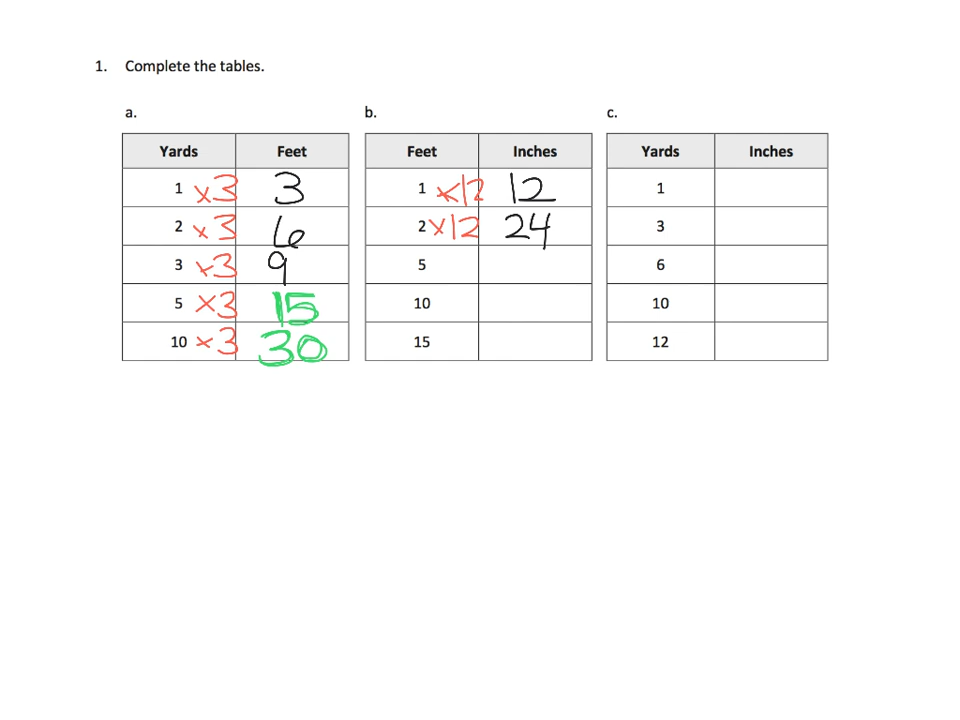 1. Complete the tables.
a. b. c.
Yards Feet Feet Inches Yards Inches
1 x3 3 1 x12 12 1
2 x3 6 2 x12 24 3
3 x3 9 5 6
5 x3 15 10 10
10 x3 30 15 12